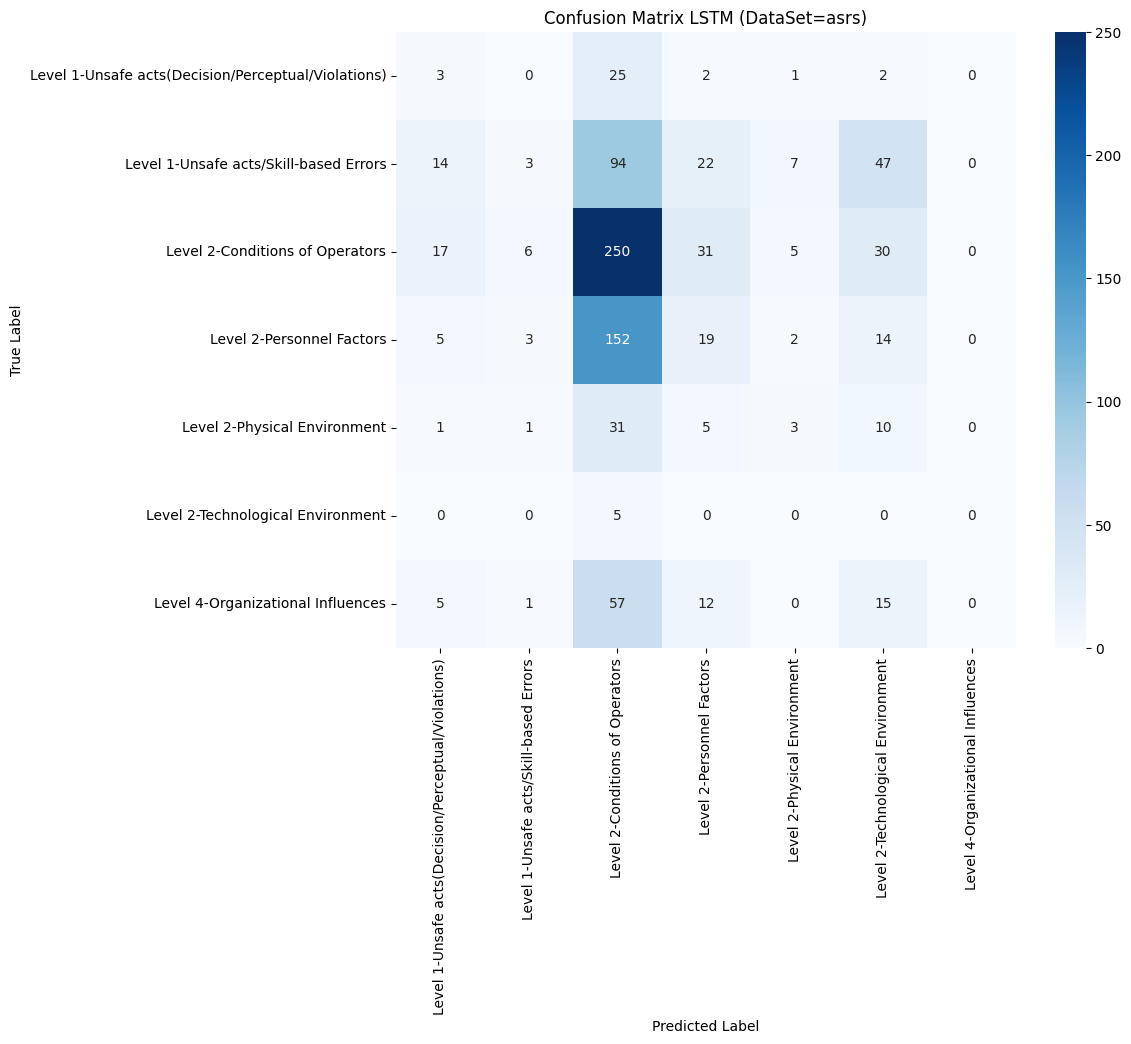 Confusion Matrix LSTM (DataSet=asrs)
True Label
Level 1-Unsafe acts(Decision/Perceptual/Violations) 3 0 25 2 1 2 0
Level 1-Unsafe acts/Skill-based Errors 14 3 94 22 7 47 0
Level 2-Conditions of Operators 17 6 250 31 5 30 0
Level 2-Personnel Factors 5 3 152 19 2 14 0
Level 2-Physical Environment 1 1 31 5 3 10 0
Level 2-Technological Environment 0 0 5 0 0 0 0
Level 4-Organizational Influences 5 1 57 12 0 15 0
Level 1-Unsafe acts(Decision/Perceptual/Violations)
Level 1-Unsafe acts/Skill-based Errors
Level 2-Conditions of Operators
Level 2-Personnel Factors
Level 2-Physical Environment
Level 2-Technological Environment
Level 4-Organizational Influences
Predicted Label
250
200
150
100
50
0